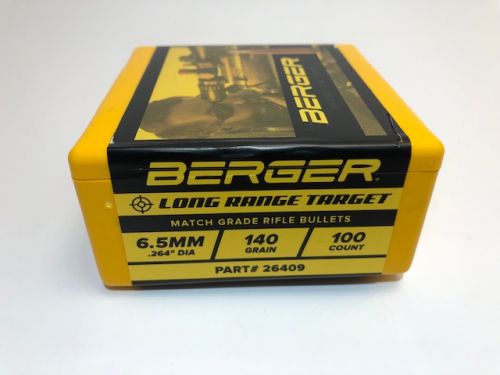 BERGER
BERGER
LONG RANGE TARGET
MATCH GRADE RIFLE BULLETS
6.5MM 140 100
.264" DIA GRAIN COUNT
PART# 26409